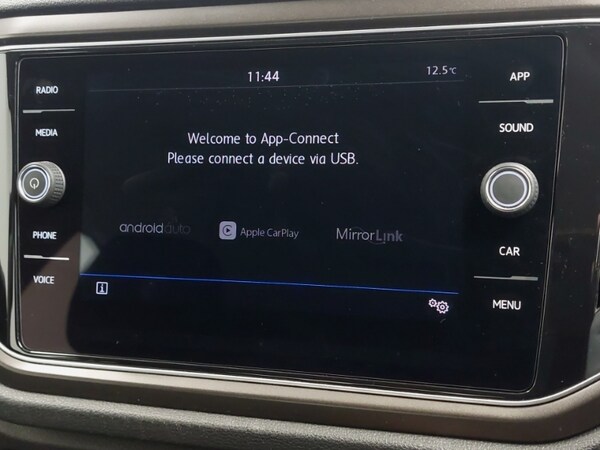 11:44
12.5°C
RADIO
MEDIA
PHONE
VOICE
Welcome to App-Connect
Please connect a device via USB.
androidauto
Apple CarPlay
MirrorLink
i
APP
SOUND
CAR
MENU